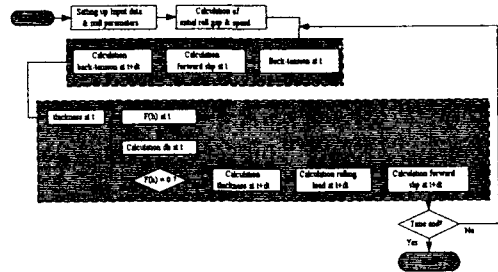 Setting up input data
& mill parameters
Calculation of
initial roll gap & speed
Calculation
back-tension at t+dt
Calculation
forward slip at t
Back-tension at t
thickness at t
F(h) at t
Calculation dh at t
F(h) = 0 ?
Calculation
thickness at t+dt
Calculation rolling
load at t+dt
Calculation forward
slip at t+dt
Time end?
No
Yes